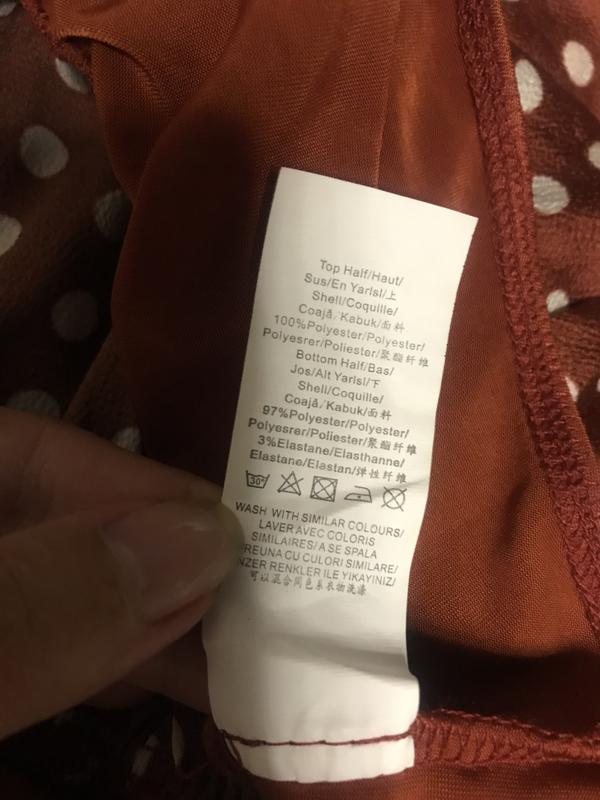 Top Half/Haut/
Sus/En Yarisi/上
Shell/Coquille/
Coajă/Kabuk/面料
100%Polyester/Polyester/
Polyesrer/Poliester/聚酯纤维
Bottom Half/Bas/
Jos/Alt Yarisi/下
Shell/Coquille/
Coajă/Kabuk/面料
97%Polyester/Polyester/
Polyesrer/Poliester/聚酯纤维
3%Elastane/Elasthanne/
Elastane/Elastan/弹性纤维
30°
WASH WITH SIMILAR COLOURS/
LAVER AVEC COLORIS
SIMILAIRES/A SE SPALA
CU CULORI SIMILARE/
RENKLER ILE YIKAYINIZ/
可以混合同色系衣物洗涤